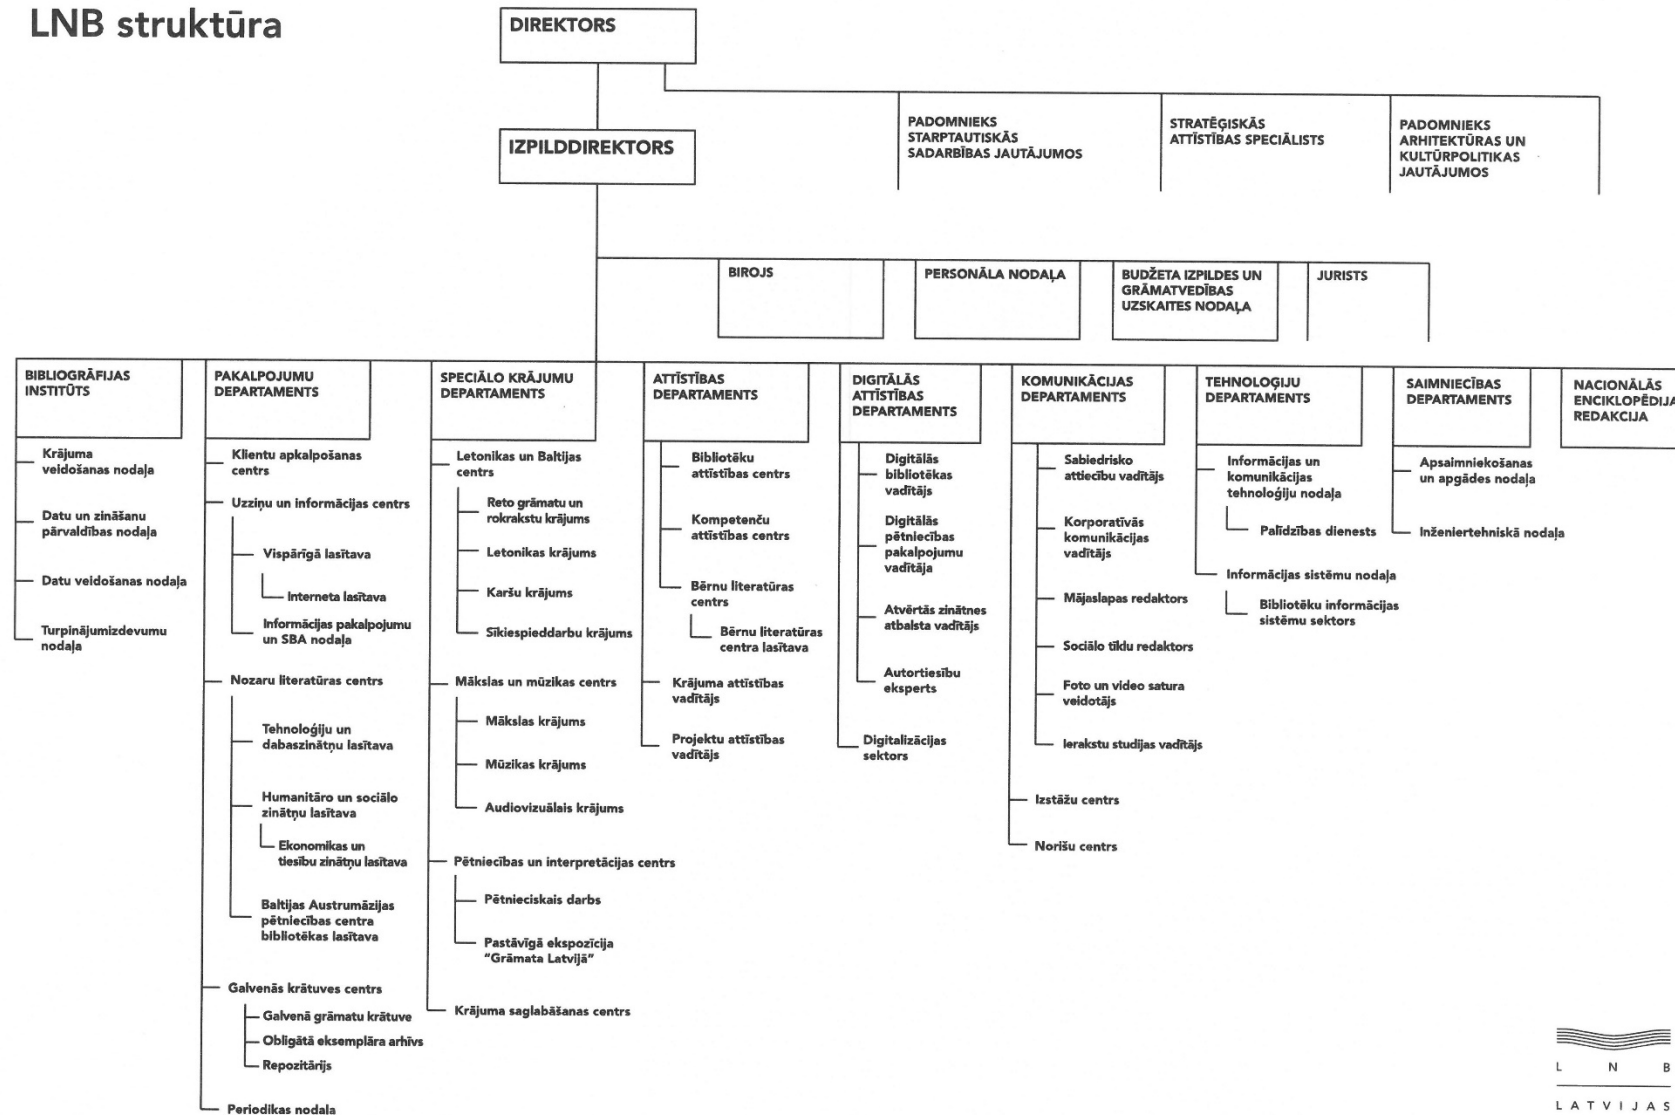 LNB struktūra
DIREKTORS
IZPILDDIREKTORS
PADOMNIEKS
STARPTAUTISKĀS
SADARBĪBAS JAUTĀJUMOS
STRATĒĢISKĀS
ATTĪSTĪBAS SPECIĀLISTS
PADOMNIEKS
ARHITEKTŪRAS UN
KULTŪRPOLITIKAS
JAUTĀJUMOS
BIROJS
PERSONĀLA NODAĻA
BUDŽETA IZPILDES UN
GRĀMATVEDĪBAS
UZSKAITES NODAĻA
JURISTS
BIBLIOGRĀFIJAS
INSTITŪTS
Krājuma
veidošanas nodaļa
Datu un zināšanu
pārvaldības nodaļa
Datu veidošanas nodaļa
Turpinājumizdevumu
nodaļa
PAKALPOJUMU
DEPARTAMENTS
Klientu apkalpošanas
centrs
Uzziņu un informācijas centrs
Vispārīgā lasītava
Interneta lasītava
Informācijas pakalpojumu
un SBA nodaļa
Nozaru literatūras centrs
Tehnoloģiju un
dabaszinātņu lasītava
Humanitāro un sociālo
zinātņu lasītava
Ekonomikas un
tiesību zinātņu lasītava
Baltijas Austrumāzijas
pētniecības centra
bibliotēkas lasītava
Galvenās krātuves centrs
Galvenā grāmatu krātuve
Obligātā eksemplāra arhīvs
Repozitārijs
Periodikas nodaļa
SPECIĀLO KRĀJUMU
DEPARTAMENTS
Letonikas un Baltijas
centrs
Reto grāmatu un
rokrakstu krājums
Letonikas krājums
Karšu krājums
Sīkiespieddarbu krājums
Mākslas un mūzikas centrs
Mākslas krājums
Mūzikas krājums
Audiovizuālais krājums
Pētniecības un interpretācijas centrs
Pētnieciskais darbs
Pastāvīgā ekspozīcija
"Grāmata Latvijā"
Krājuma saglabāšanas centrs
ATTĪSTĪBAS
DEPARTAMENTS
Bibliotēku
attīstības centrs
Kompetenču
attīstības centrs
Bērnu literatūras
centrs
Bērnu literatūras
centra lasītava
Krājuma attīstības
vadītājs
Projektu attīstības
vadītājs
DIGITĀLĀS
ATTĪSTĪBAS
DEPARTAMENTS
Digitālās
bibliotēkas
vadītājs
Digitālās
pētniecības
pakalpojumu
vadītāja
Atvērtās zinātnes
atbalsta vadītājs
Autortiesību
eksperts
Digitalizācijas
sektors
KOMUNIKĀCIJAS
DEPARTAMENTS
Sabiedrisko
attiecību vadītājs
Korporatīvās
komunikācijas
vadītājs
Mājaslapas redaktors
Sociālo tīklu redaktors
Foto un video satura
veidotājs
Ierakstu studijas vadītājs
Izstāžu centrs
Norišu centrs
TEHNOLOĢIJU
DEPARTAMENTS
Informācijas un
komunikācijas
tehnoloģiju nodaļa
Palīdzības dienests
Informācijas sistēmu nodaļa
Bibliotēku informācijas
sistēmu sektors
SAIMNIECĪBAS
DEPARTAMENTS
Apsaimniekošanas
un apgādes nodaļa
Inženiertehniskā nodaļa
NACIONĀLĀS
ENCIKLOPĒDIJA
REDAKCIJA
L N B
LATVIJAS